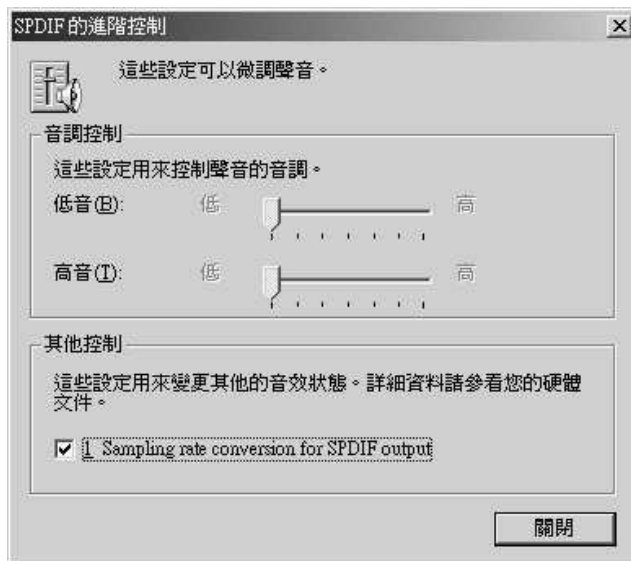 SPDIF 的進階控制
這些設定可以微調聲音。
音調控制
這些設定用來控制聲音的音調。
低音(B): 低 高
高音(T): 低 高
其他控制
這些設定用來變更其他的音效狀態。詳細資料請參看您的硬體
文件。
1 Sampling rate conversion for SPDIF output
關閉